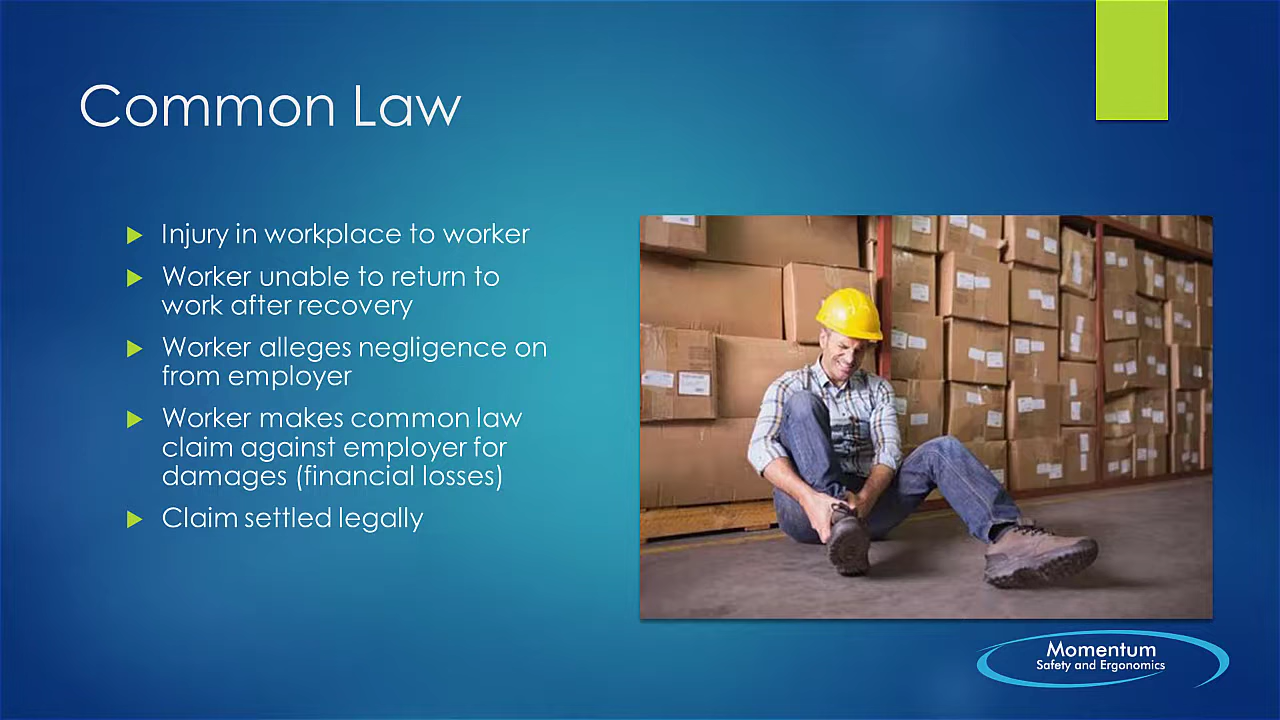 Common Law
Injury in workplace to worker
Worker unable to return to
work after recovery
Worker alleges negligence on
from employer
Worker makes common law
claim against employer for
damages (financial losses)
Claim settled legally
Momentum
Safety and Ergonomics